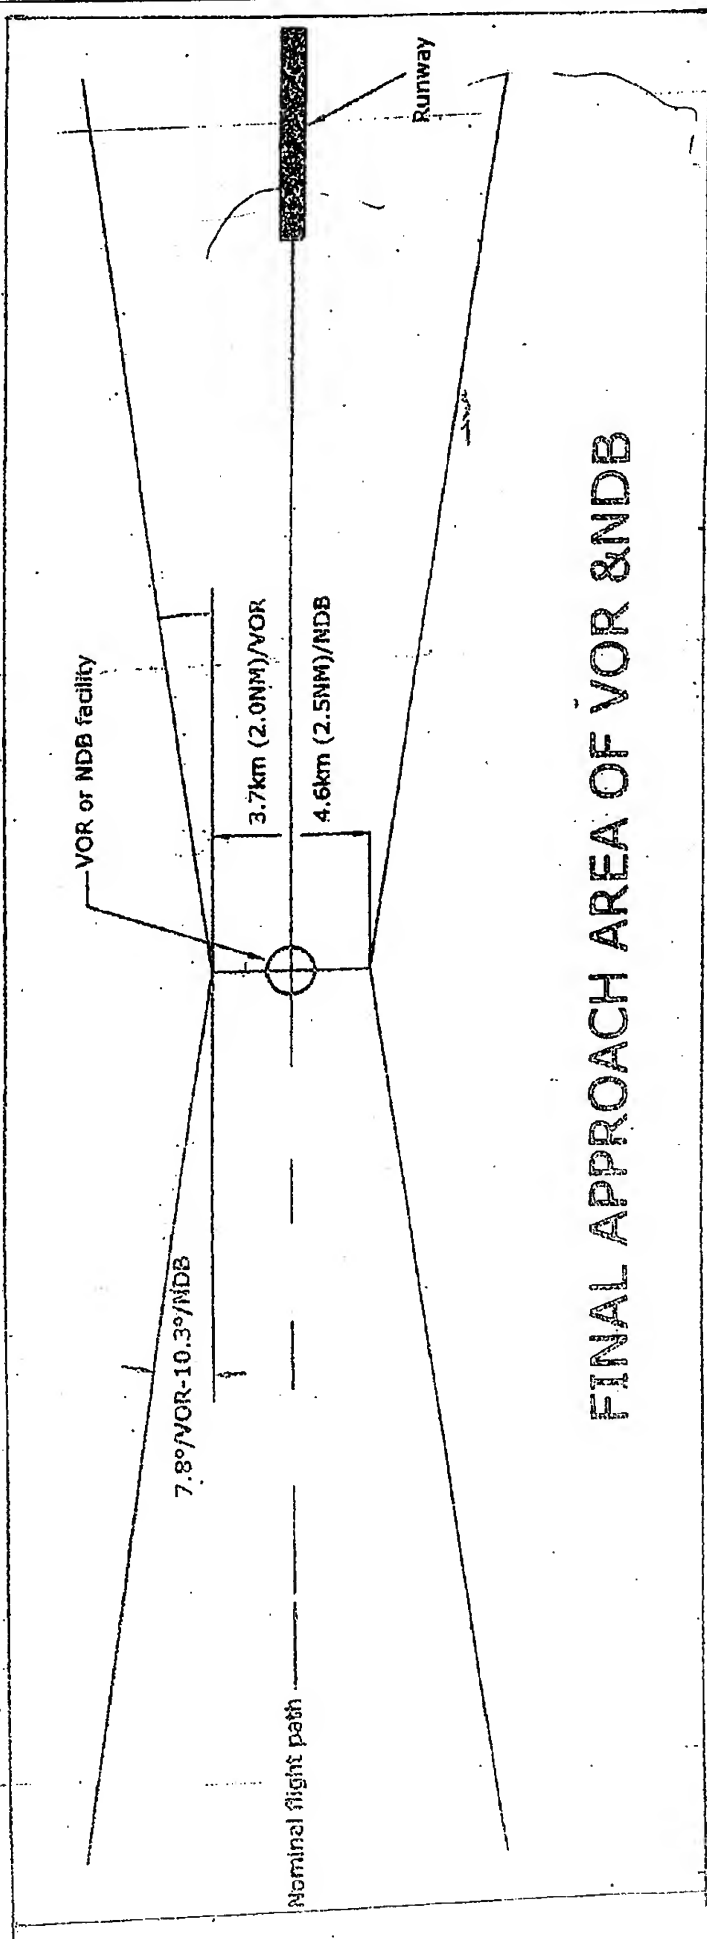 Runway
VOR or NDB facility
3.7km (2.0NM)/VOR
4.6km (2.5NM)/NDB
7.8°/VOR-10.3°/NDB
Nominal flight path
FINAL APPROACH AREA OF VOR &NDB